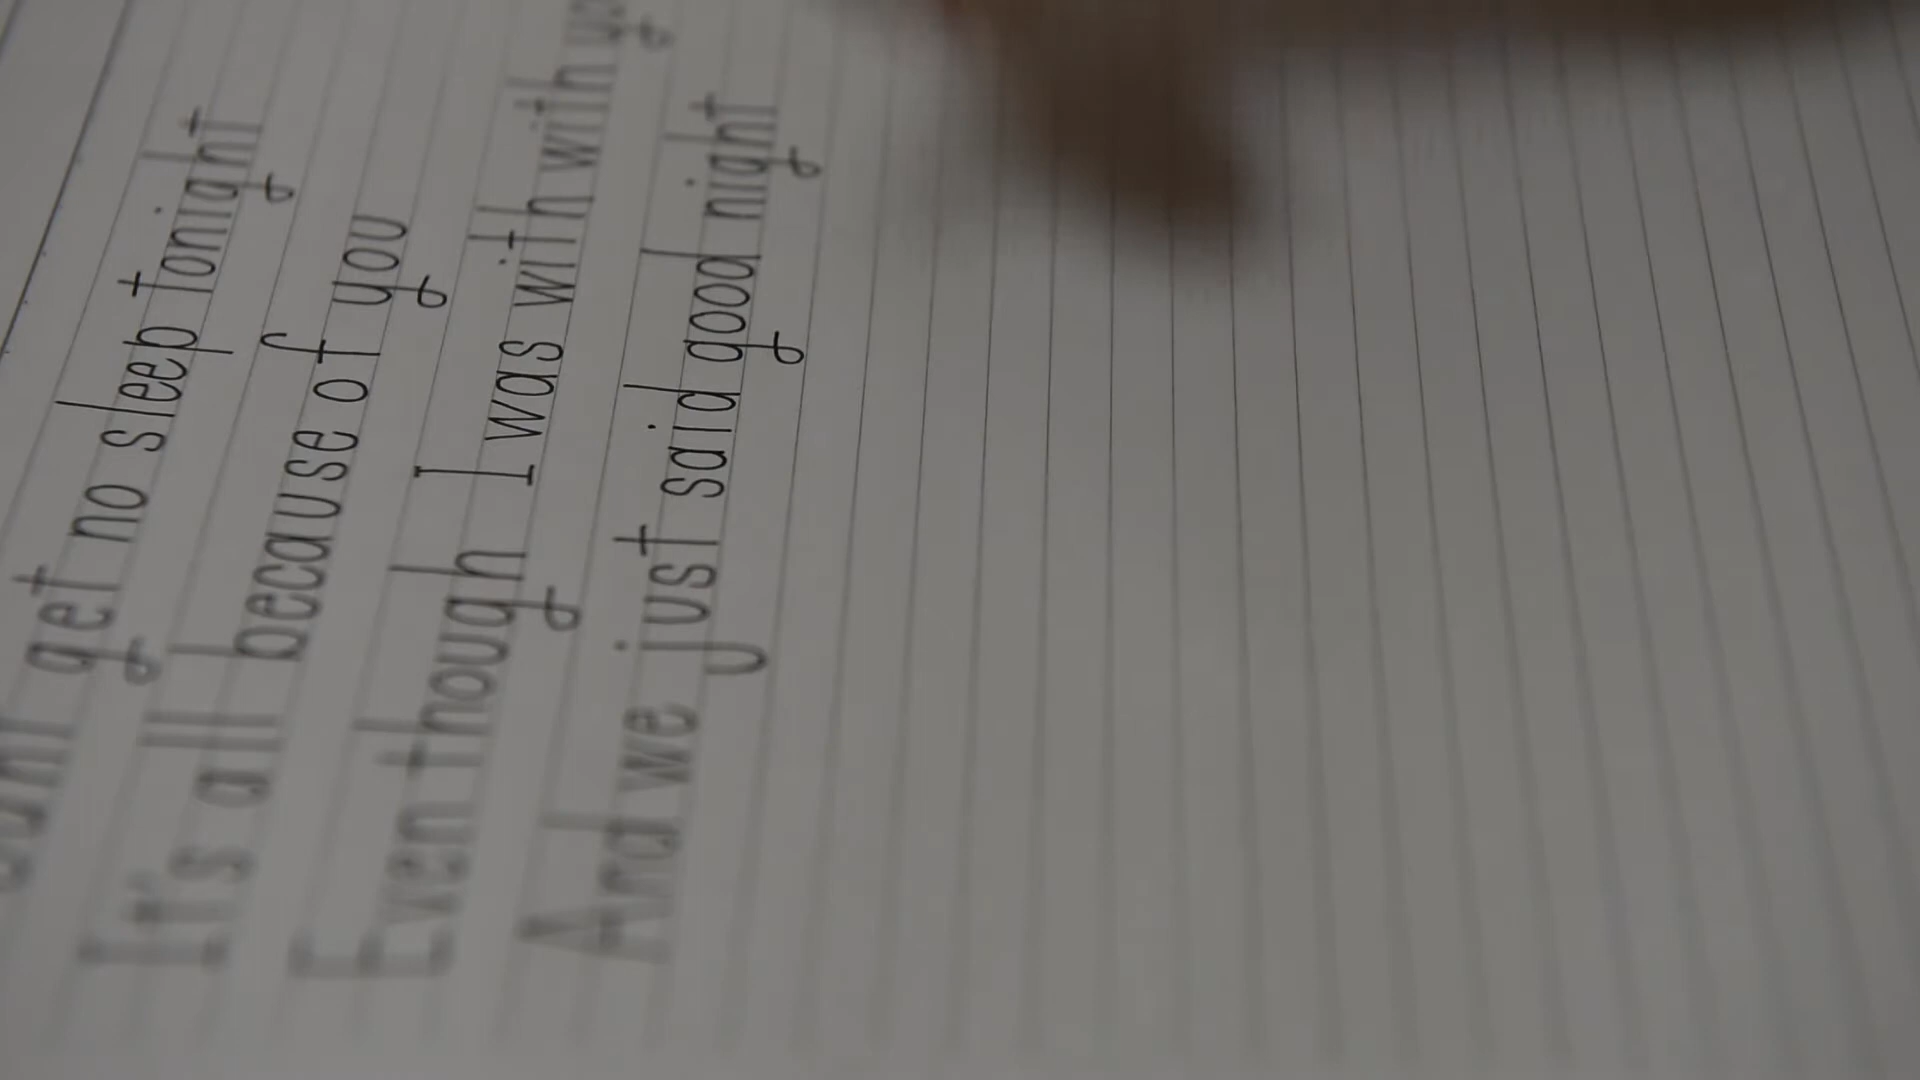 get no sleep tonight
It's all because of you
Even though I was with with
And we just said good night